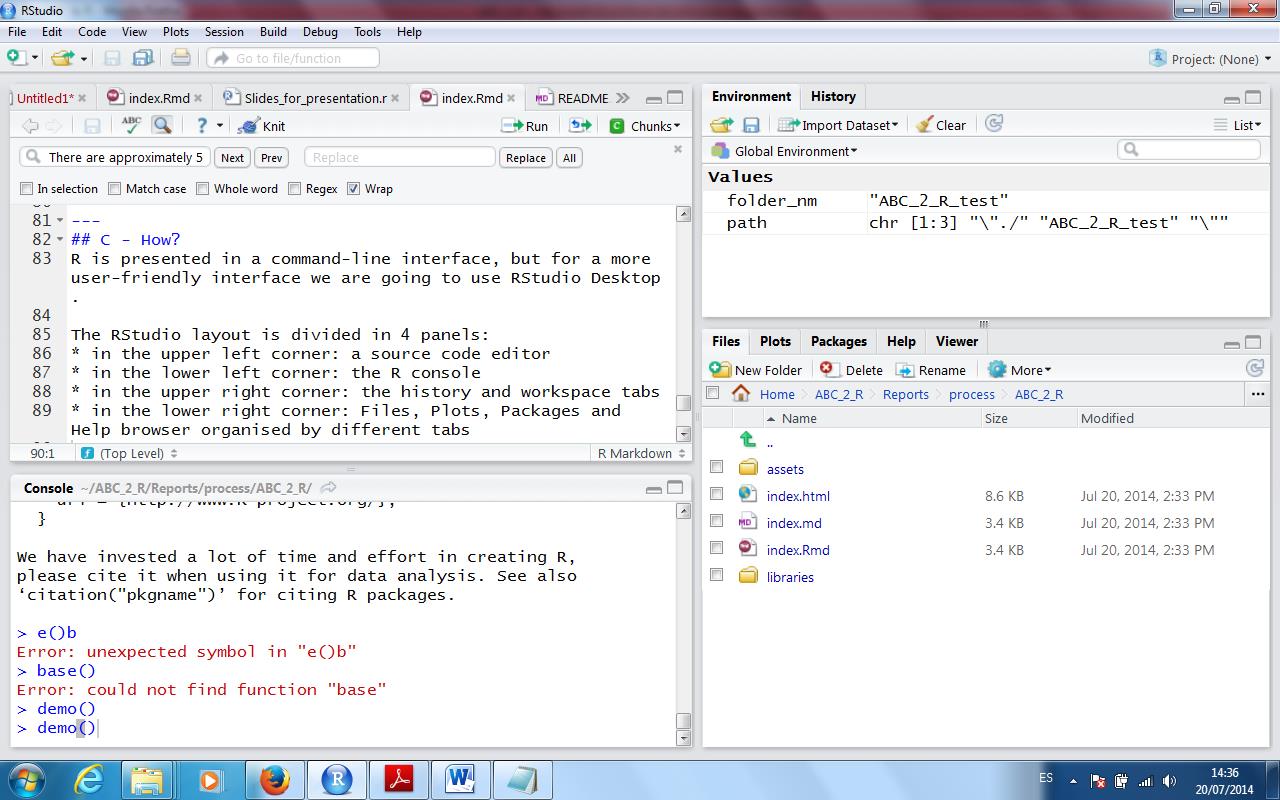 RStudio
File Edit Code View Plots Session Build Debug Tools Help
Go to file/function
Project: (None)
Untitled1* index.Rmd Slides_for_presentation.r index.Rmd README
ABC Knit Run Chunks
There are approximately 5 Next Prev Replace Replace All
In selection Match case Whole word Regex Wrap
81 ---
82 ## C - How?
83 R is presented in a command-line interface, but for a more
user-friendly interface we are going to use RStudio Desktop
.
84
85 The RStudio layout is divided in 4 panels:
86 * in the upper left corner: a source code editor
87 * in the lower left corner: the R console
88 * in the upper right corner: the history and workspace tabs
89 * in the lower right corner: Files, Plots, Packages and
Help browser organised by different tabs
90:1 (Top Level) R Markdown
Console ~/ABC_2_R/Reports/process/ABC_2_R/
}
We have invested a lot of time and effort in creating R,
please cite it when using it for data analysis. See also
‘citation("pkgname")’ for citing R packages.
> e()b
Error: unexpected symbol in "e()b"
> base()
Error: could not find function "base"
> demo()
> demo()
Environment History
Import Dataset Clear List
Global Environment
Values
folder_nm "ABC_2_R_test"
path chr [1:3] "\"./" "ABC_2_R_test" "\""
Files Plots Packages Help Viewer
New Folder Delete Rename More
Home ABC_2_R Reports process ABC_2_R ...
Name Size Modified
..
assets
index.html 8.6 KB Jul 20, 2014, 2:33 PM
index.md 3.4 KB Jul 20, 2014, 2:33 PM
index.Rmd 3.4 KB Jul 20, 2014, 2:33 PM
libraries
ES 14:36
20/07/2014